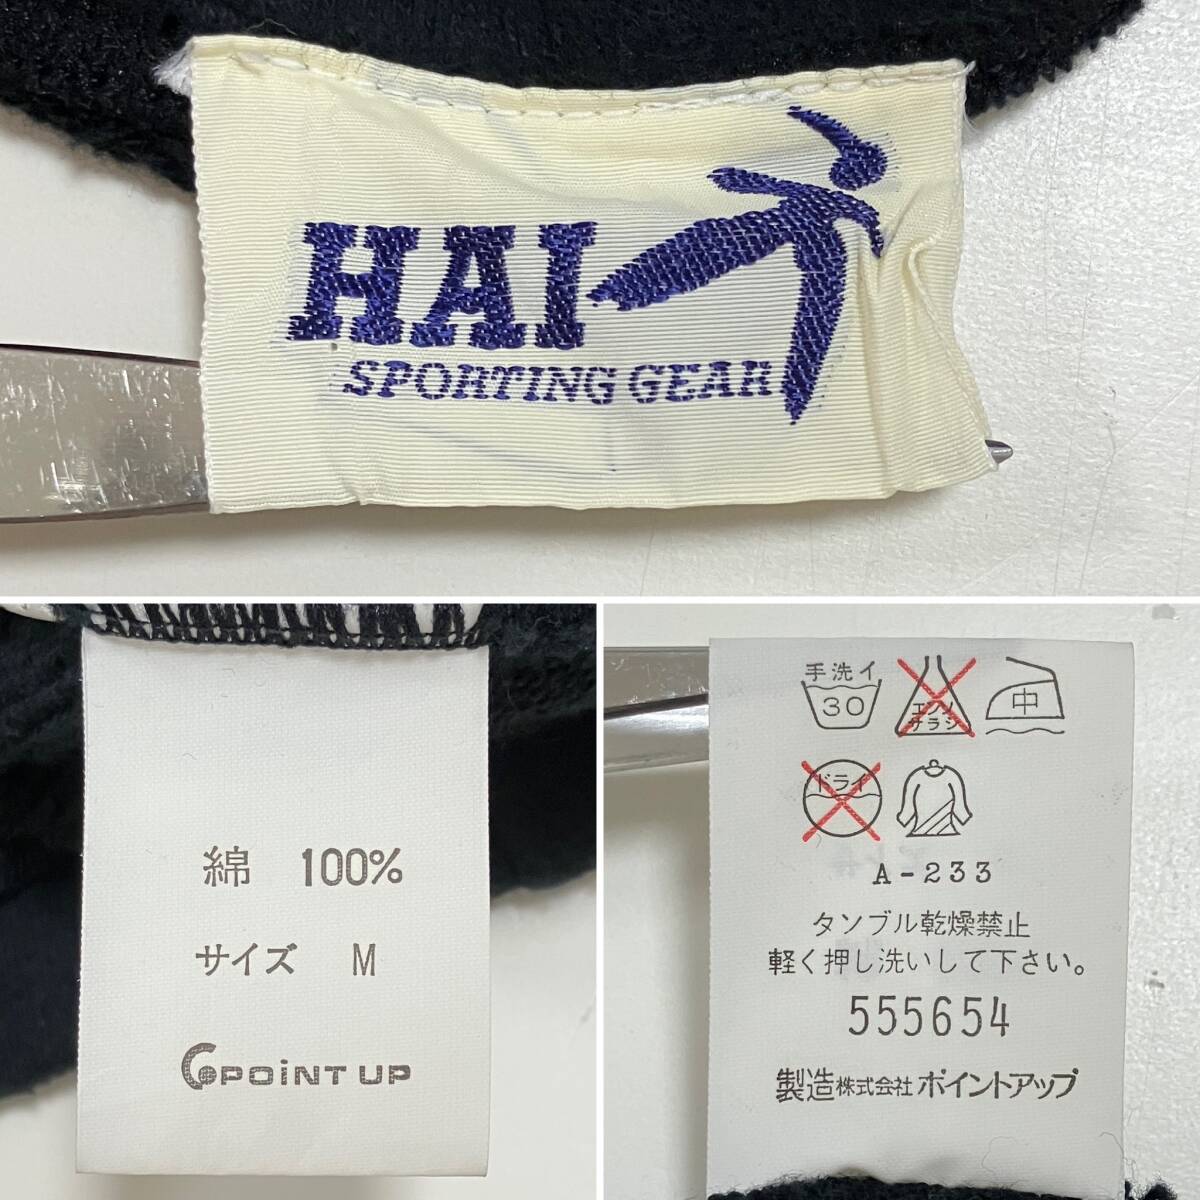 HAI
SPORTING GEAR
綿 100%
サイズ M
POINT UP
手洗イ
30
エンソ
サラシ
中
ドライ
A-233
タンブル乾燥禁止
軽く押し洗いして下さい。
555654
製造株式会社ポイントアップ